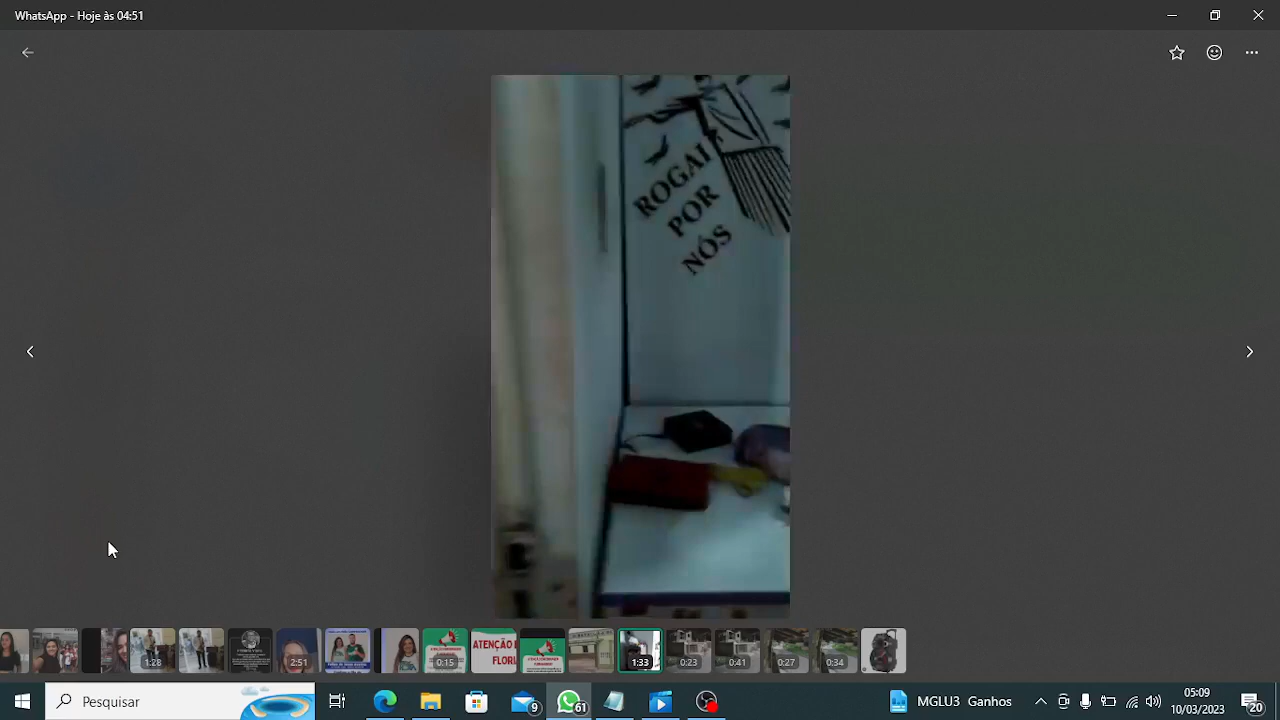 WhatsApp - Hoje às 04:51
ROGAI
POR
NÓS
1:28
2:51
0:15
ATENÇÃO
FLORI
1:33
0:23
0:41
0:27
0:34
Pesquisar
9
61
MGLU3 Ganhos
05:09
10/03/2023
20